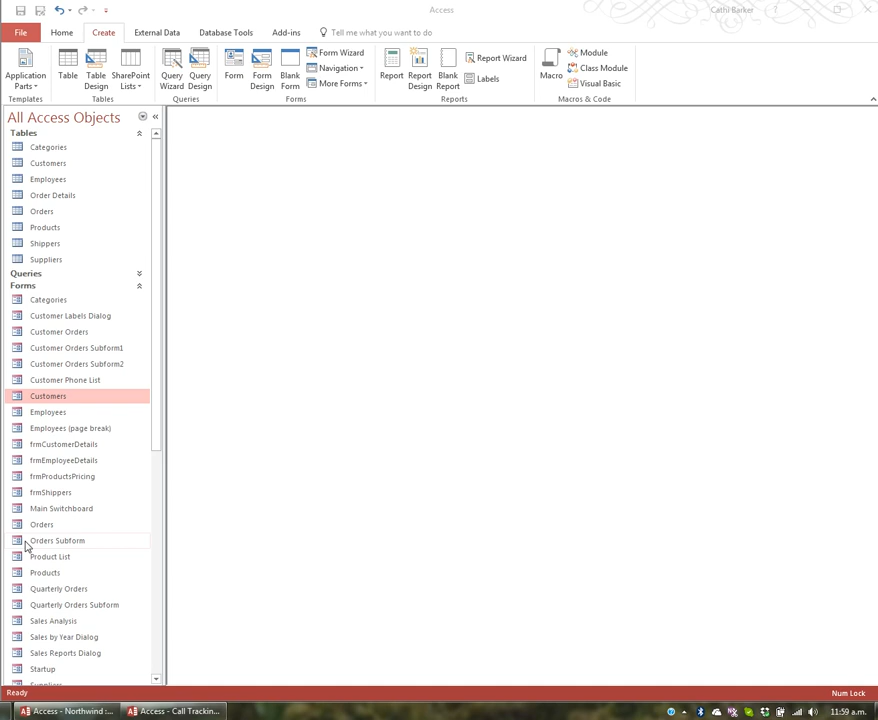 Access
Cathi Barker
?
File
Home
Create
External Data
Database Tools
Add-ins
Tell me what you want to do
Application Parts
Table
Table Design
SharePoint Lists
Query Wizard
Query Design
Form
Form Design
Blank Form
Form Wizard
Navigation
More Forms
Report
Report Design
Blank Report
Report Wizard
Labels
Macro
Module
Class Module
Visual Basic
Templates
Tables
Queries
Forms
Reports
Macros & Code
All Access Objects
Tables
Categories
Customers
Employees
Order Details
Orders
Products
Shippers
Suppliers
Queries
Forms
Categories
Customer Labels Dialog
Customer Orders
Customer Orders Subform1
Customer Orders Subform2
Customer Phone List
Customers
Employees
Employees (page break)
frmCustomerDetails
frmEmployeeDetails
frmProductsPricing
frmShippers
Main Switchboard
Orders
Orders Subform
Product List
Products
Quarterly Orders
Quarterly Orders Subform
Sales Analysis
Sales by Year Dialog
Sales Reports Dialog
Startup
Suppliers
Ready
Num Lock
Access - Northwind :...
Access - Call Trackin...
11:59 a.m.